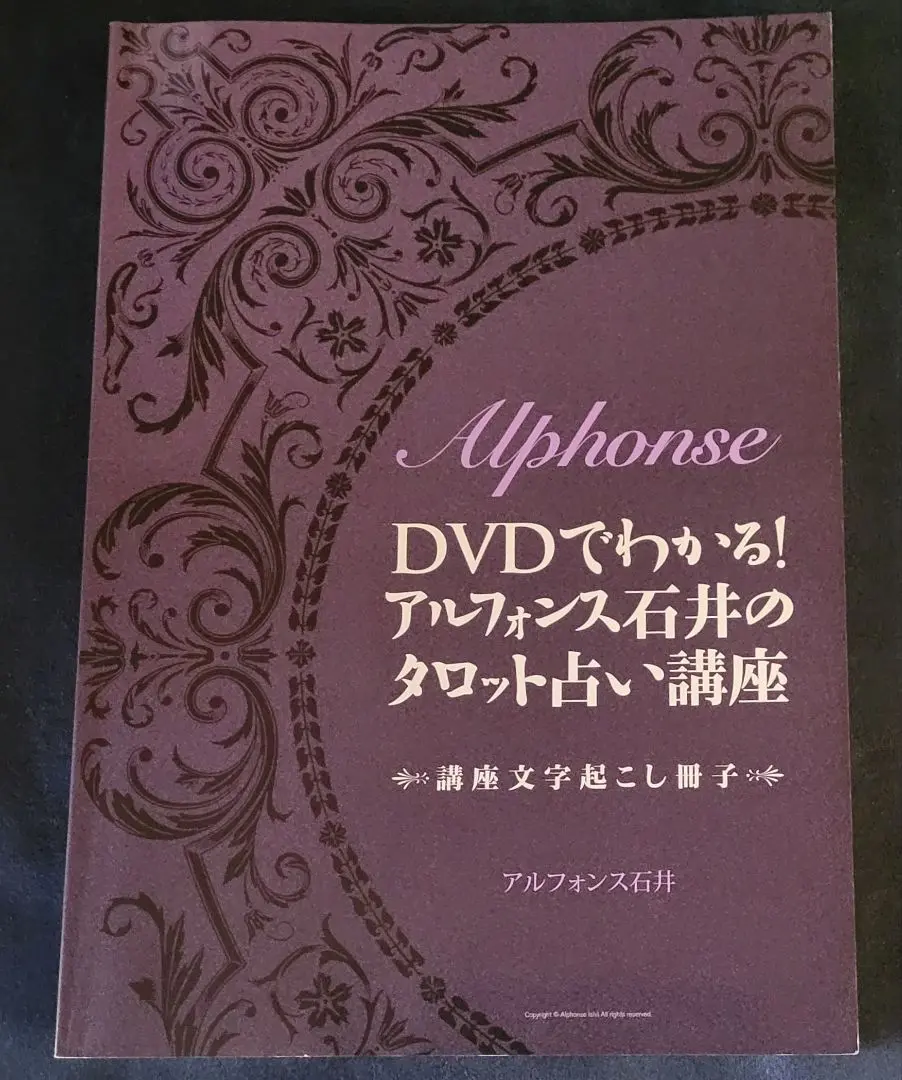 Alphonse
DVDでわかる!
アルフォンス石井の
タロット占い講座
講座文字起こし冊子
アルフォンス石井
Copyright © Alphonse Ishii All rights reserved.